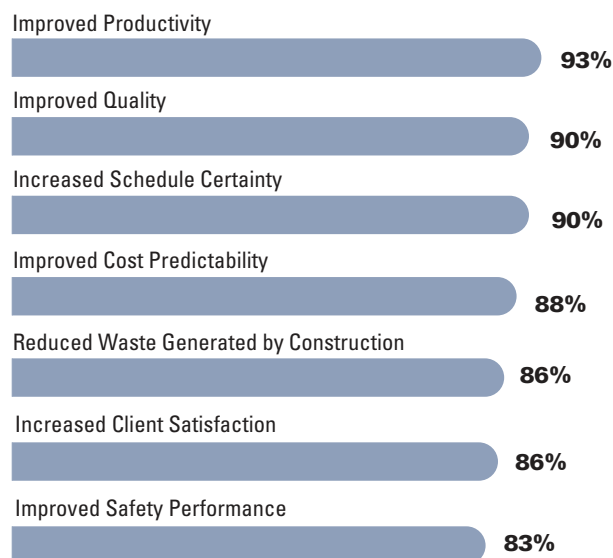 Improved Productivity
93%
Improved Quality
90%
Increased Schedule Certainty
90%
Improved Cost Predictability
88%
Reduced Waste Generated by Construction
86%
Increased Client Satisfaction
86%
Improved Safety Performance
83%